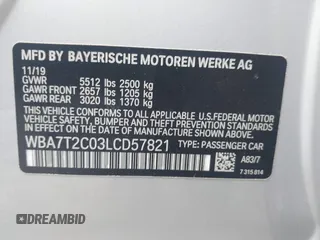 MFD BY BAYERISCHE MOTOREN WERKE AG
11/19
GVWR 5512 lbs 2500 kg
GAWR FRONT 2657 lbs 1205 kg
GAWR REAR 3020 lbs 1370 kg
THIS VEHICLE CONFORMS TO ALL APPLICABLE FEDERAL MOTOR
VEHICLE SAFETY, BUMPER AND THEFT PREVENTION STANDARDS
IN EFFECT ON THE DATE OF MANUFACTURE SHOWN ABOVE
WBA7T2C03LCD57821 TYPE: PASSENGER CAR
A83/7
7 315 814
STAT.VIN